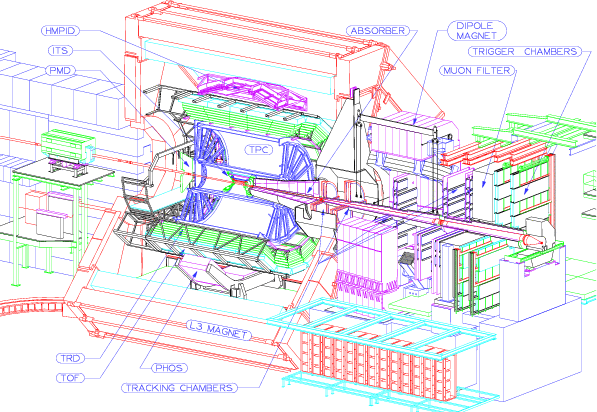 HMPID
ITS
PMD
ABSORBER
DIPOLE
MAGNET
TRIGGER CHAMBERS
MUON FILTER
TPC
L3 MAGNET
TRD
TOF
PHOS
TRACKING CHAMBERS